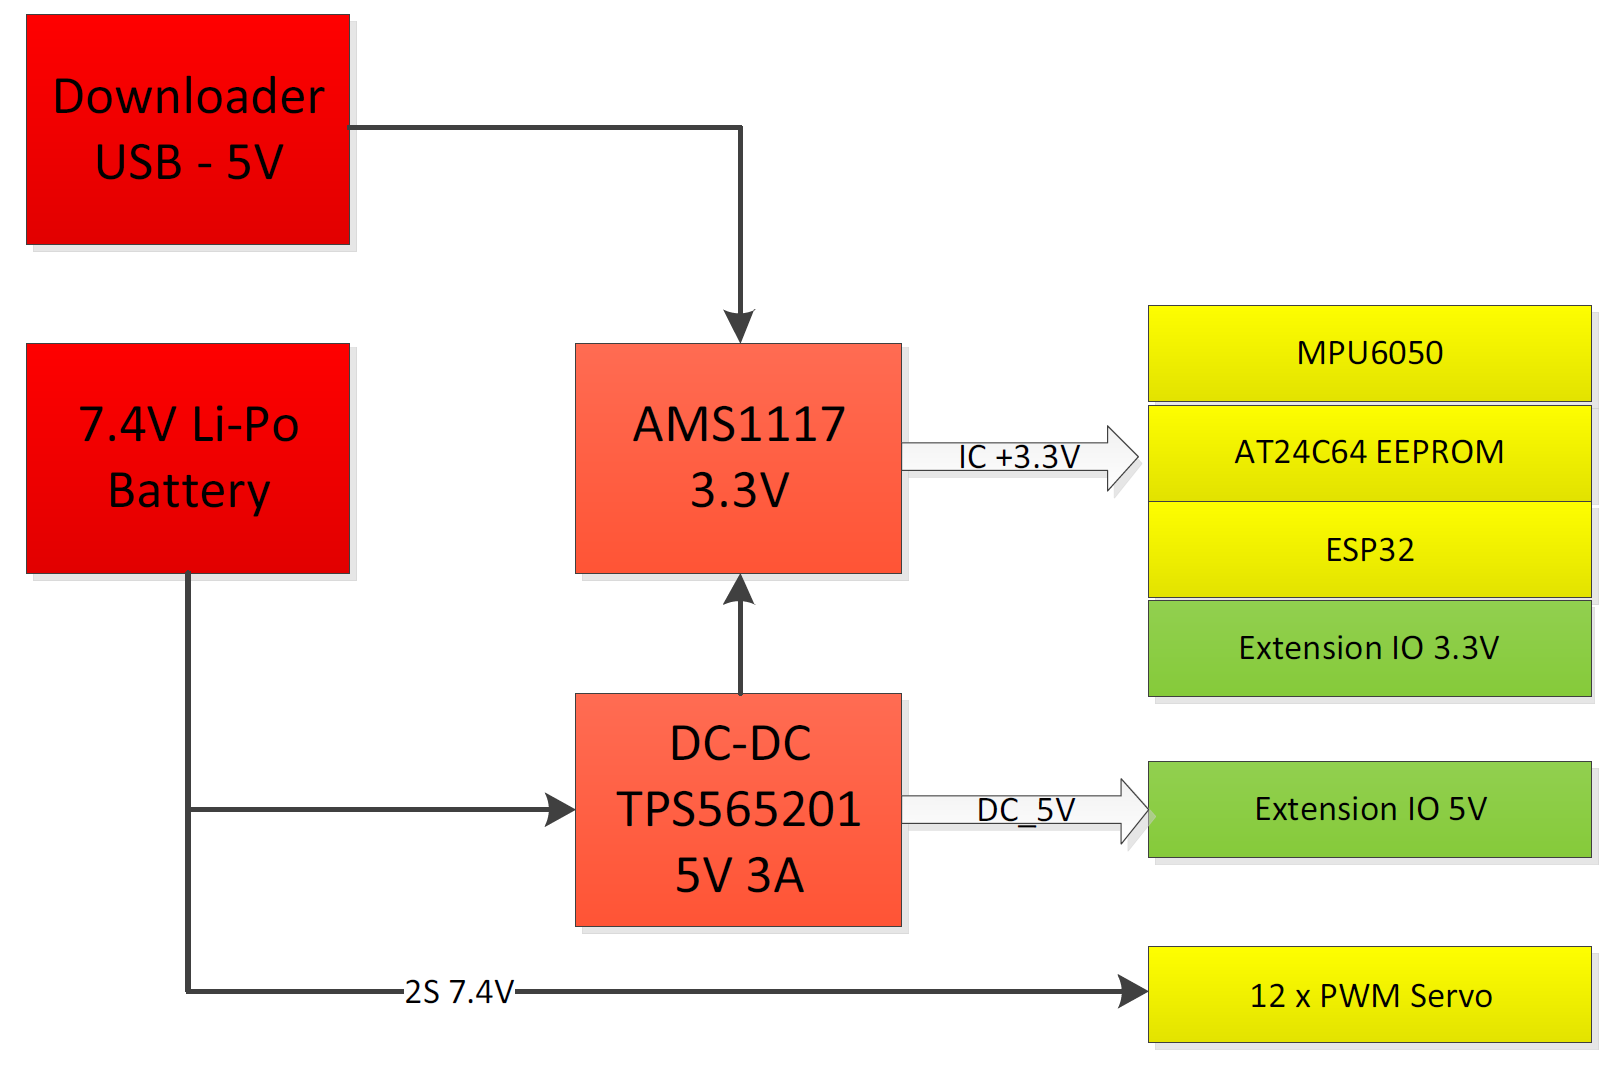 Downloader
USB - 5V
7.4V Li-Po
Battery
AMS1117
3.3V
IC +3.3V
MPU6050
AT24C64 EEPROM
ESP32
Extension IO 3.3V
DC-DC
TPS565201
5V 3A
DC_5V
Extension IO 5V
2S 7.4V
12 x PWM Servo